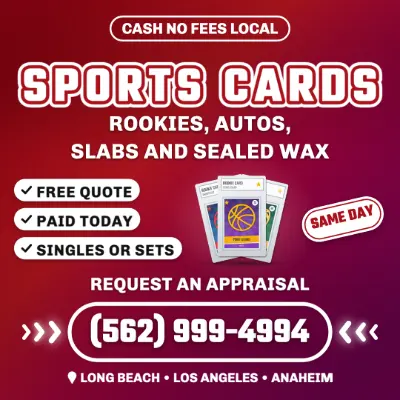 CASH NO FEES LOCAL
SPORTS CARDS
ROOKIES, AUTOS,
SLABS AND SEALED WAX
FREE QUOTE
PAID TODAY
SINGLES OR SETS
SAME DAY
REQUEST AN APPRAISAL
(562) 999-4994
LONG BEACH • LOS ANGELES • ANAHEIM